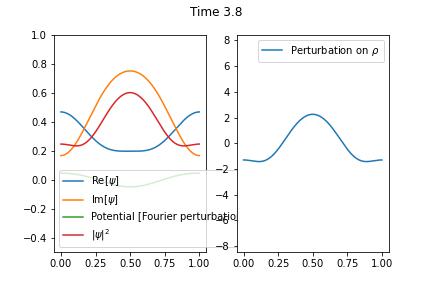 Time 3.8
1.0
0.8
0.6
0.4
0.2
0.0
−0.2
−0.4
0.00 0.25 0.50 0.75 1.00
Re[ψ]
Im[ψ]
Potential [Fourier perturbatio
|ψ|²
8
6
4
2
0
−2
−4
−6
−8
0.00 0.25 0.50 0.75 1.00
Perturbation on ρ